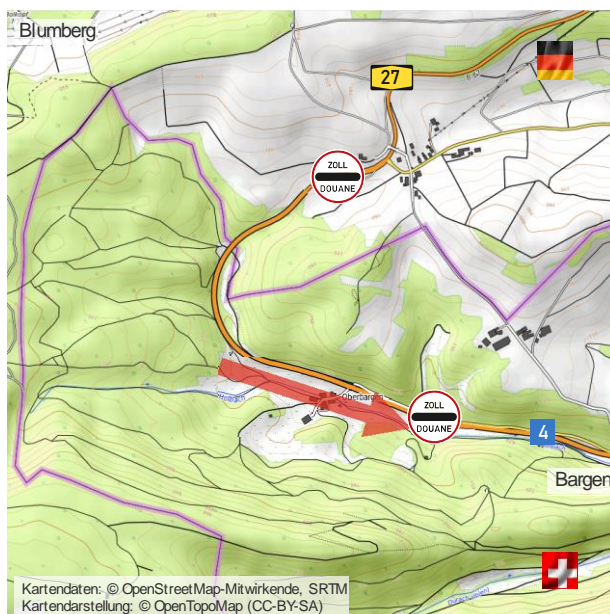 Blumberg
27
ZOLL
DOUANE
Oberbargen
ZOLL
DOUANE
4
Bargen
Kartendaten: © OpenStreetMap-Mitwirkende, SRTM
Kartendarstellung: © OpenTopoMap (CC-BY-SA)